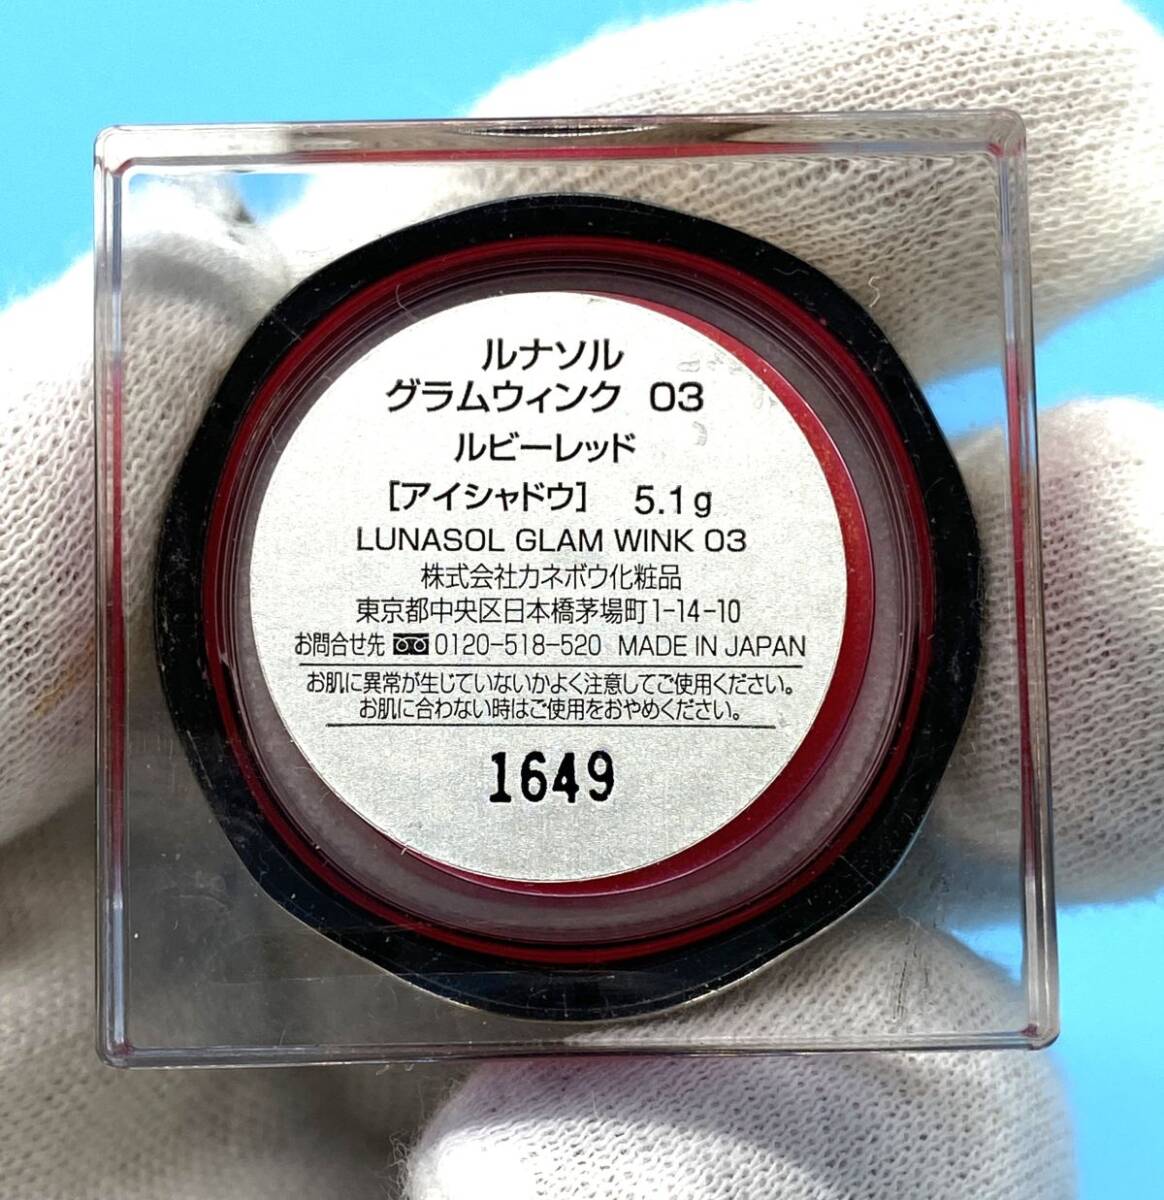 ルナソル
グラムウィンク 03
ルビーレッド
[アイシャドウ] 5.1g
LUNASOL GLAM WINK 03
株式会社カネボウ化粧品
東京都中央区日本橋茅場町1-14-10
お問合せ先 0120-518-520 MADE IN JAPAN
お肌に異常が生じていないかよく注意してご使用ください。
お肌に合わない時はご使用をおやめください。
1649